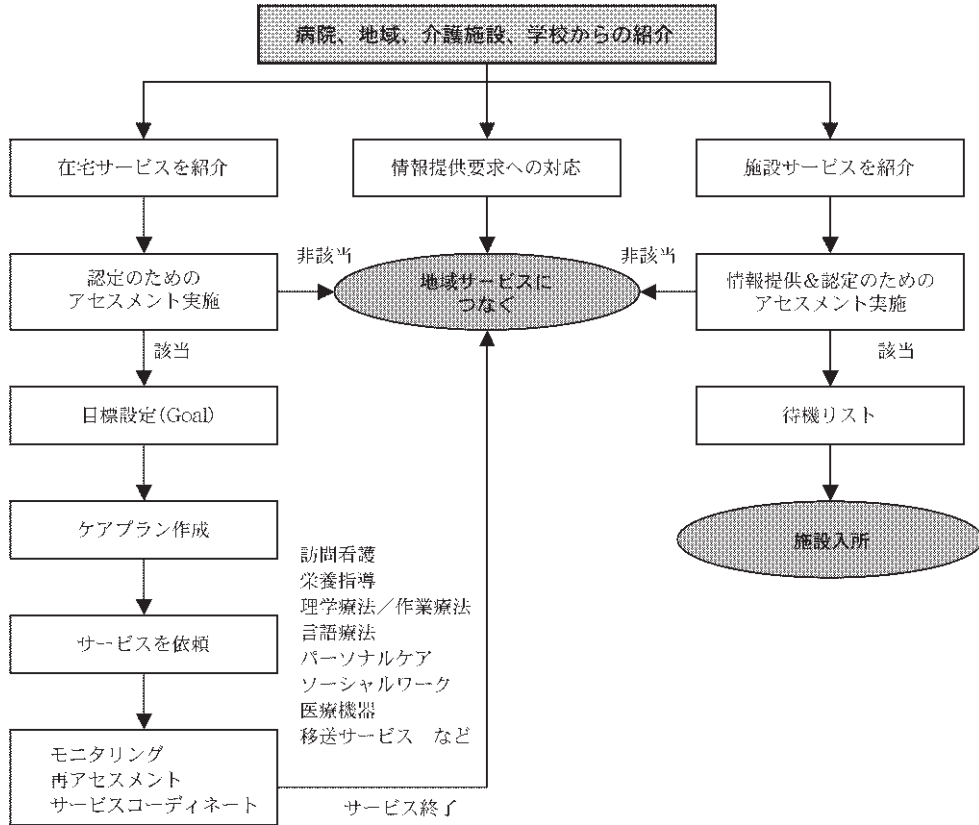 病院、地域、介護施設、学校からの紹介
在宅サービスを紹介
情報提供要求への対応
施設サービスを紹介
認定のための
アセスメント実施
非該当
地域サービスに
つなぐ
非該当
情報提供&認定のための
アセスメント実施
該当
該当
目標設定(Goal)
待機リスト
ケアプラン作成
施設入所
訪問看護
栄養指導
理学療法／作業療法
言語療法
パーソナルケア
ソーシャルワーク
医療機器
移送サービス　など
サービスを依頼
モニタリング
再アセスメント
サービスコーディネート
サービス終了